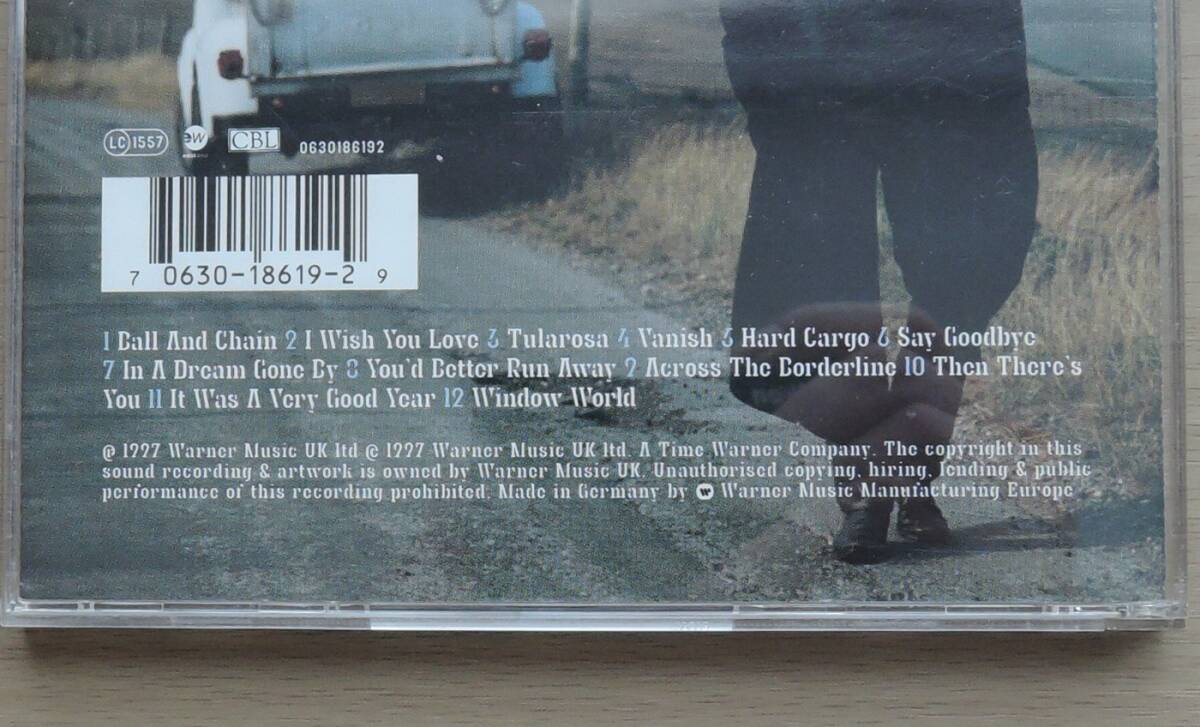 LC 1557 ew CBL 0630186192
7 0630-18619-2 9
1 Ball And Chain 2 I Wish You Love 3 Tularosa 4 Vanish 5 Hard Cargo 6 Say Goodbye
7 In A Dream Gone By 8 You'd Better Run Away 9 Across The Borderline 10 Then There's
You 11 It Was A Very Good Year 12 Window World
℗ 1997 Warner Music UK ltd © 1997 Warner Music UK ltd. A Time Warner Company. The copyright in this
sound recording & artwork is owned by Warner Music UK. Unauthorised copying, hiring, lending & public
performance of this recording prohibited. Made in Germany by Warner Music Manufacturing Europe